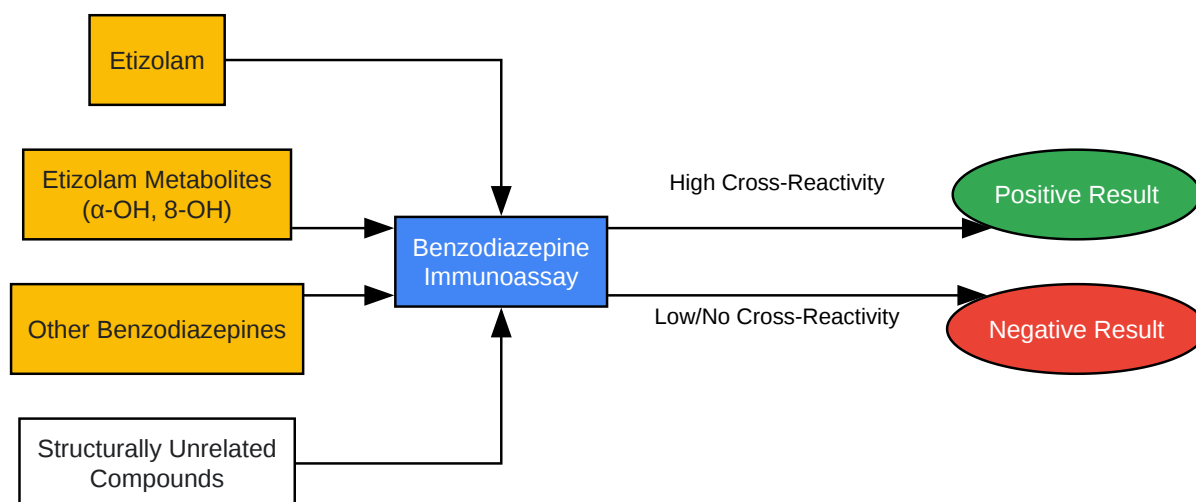 Etizolam
Etizolam Metabolites
(α-OH, 8-OH)
High Cross-Reactivity
Positive Result
Benzodiazepine
Immunoassay
Other Benzodiazepines
Low/No Cross-Reactivity
Negative Result
Structurally Unrelated
Compounds